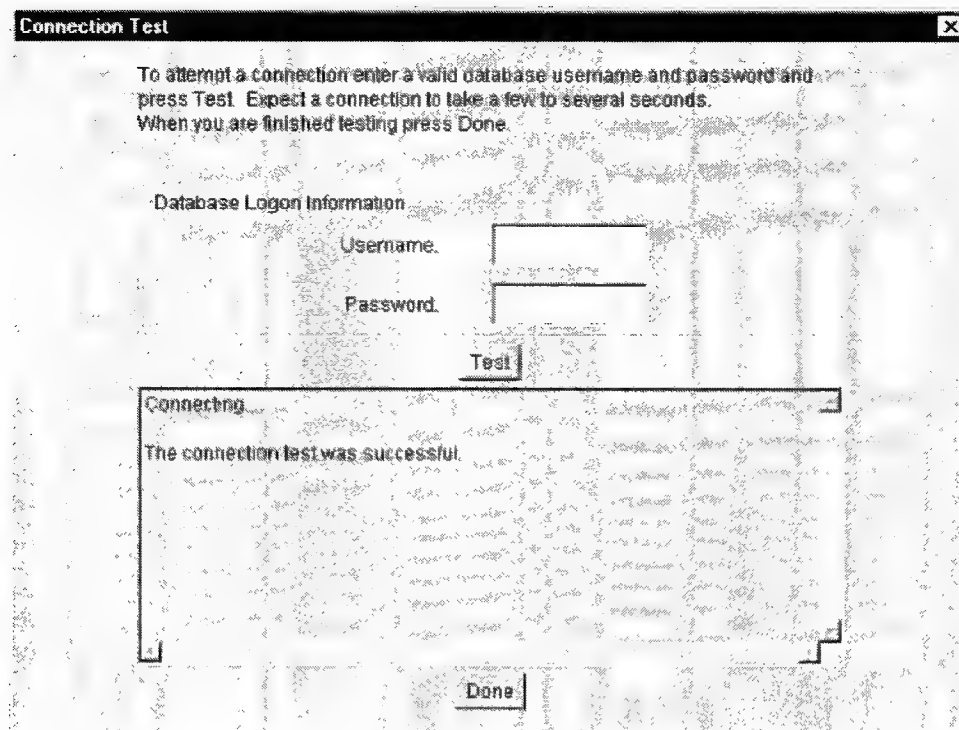 Connection Test
To attempt a connection enter a valid database username and password and
press Test. Expect a connection to take a few to several seconds.
When you are finished testing press Done.
Database Logon Information
Username.
Password.
Test
Connecting...
The connection test was successful.
Done